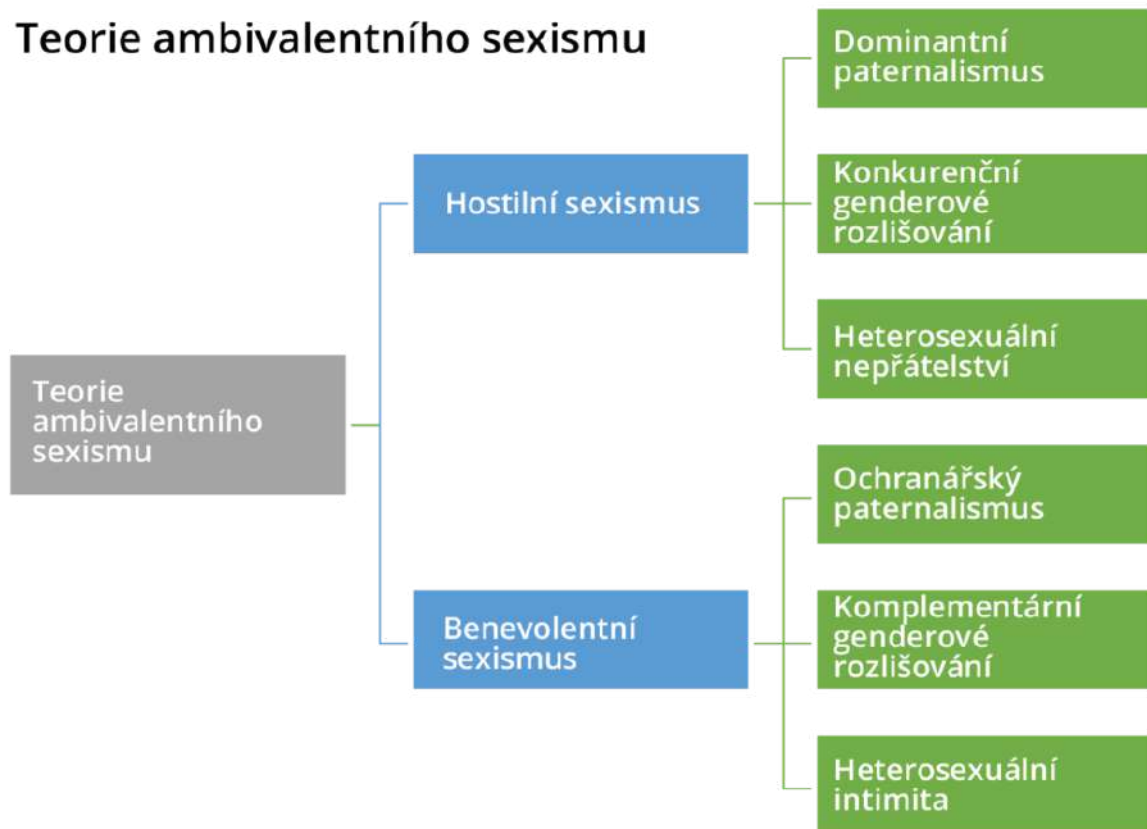 Teorie ambivalentního sexismu
Dominantní
paternalismus
Hostilní sexismus
Konkurenční
genderové
rozlišování
Heterosexuální
nepřátelství
Teorie
ambivalentního
sexismu
Ochranářský
paternalismus
Benevolentní
sexismus
Komplementární
genderové
rozlišování
Heterosexuální
intimita